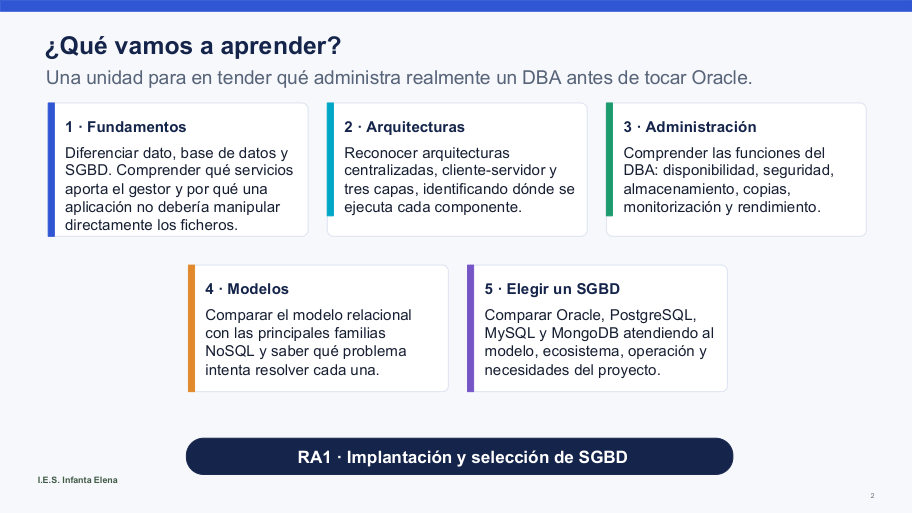 ¿Qué vamos a aprender?
Una unidad para en tender qué administra realmente un DBA antes de tocar Oracle.
1 · Fundamentos
Diferenciar dato, base de datos y
SGBD. Comprender qué servicios
aporta el gestor y por qué una
aplicación no debería manipular
directamente los ficheros.
2 · Arquitecturas
Reconocer arquitecturas
centralizadas, cliente-servidor y
tres capas, identificando dónde se
ejecuta cada componente.
3 · Administración
Comprender las funciones del
DBA: disponibilidad, seguridad,
almacenamiento, copias,
monitorización y rendimiento.
4 · Modelos
Comparar el modelo relacional
con las principales familias
NoSQL y saber qué problema
intenta resolver cada una.
5 · Elegir un SGBD
Comparar Oracle, PostgreSQL,
MySQL y MongoDB atendiendo al
modelo, ecosistema, operación y
necesidades del proyecto.
RA1 · Implantación y selección de SGBD
I.E.S. Infanta Elena
2